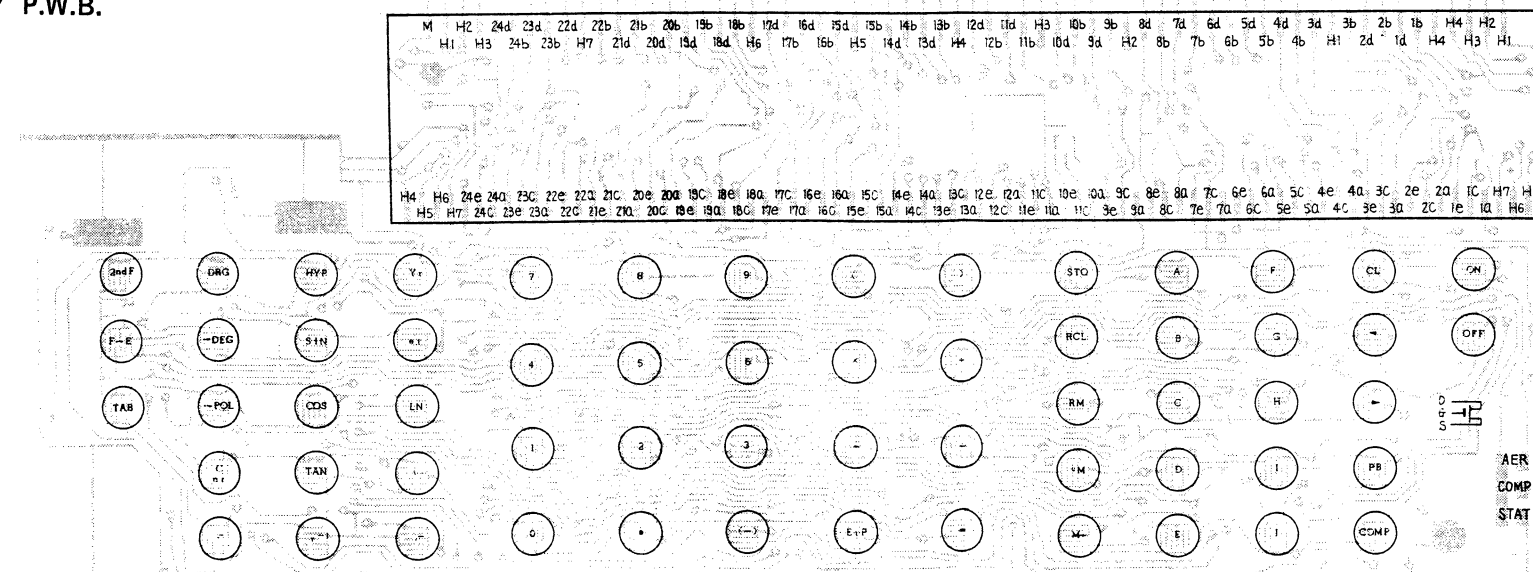 P.W.B.
M H2 24d 23d 22d 22b 21b 20b 19b 18b 17d 16d 15d 15b 14b 13b 12d 11d H3 10b 9b 8d 7d 6d 5d 4d 3d 3b 2b 1b H4 H2
H1 H3 24b 23b H7 21d 20d 19d 18d H6 17b 16b H5 14d 13d H4 12b 11b 10d 9d H2 8b 7b 6b 5b 4b H1 2d 1d H4 H3 H1
H4 H6 24e 24a 23c 22e 22a 21c 20e 20a 19c 18e 18a 17c 16e 16a 15c 14e 14a 13c 12e 12a 11c 10e 10a 9c 8e 8a 7c 6e 6a 5c 4e 4a 3c 2e 2a 1c H7 H
H5 H7 24c 23e 23a 22c 21e 21a 20c 19e 19a 18c 17e 17a 16c 15e 15a 14c 13e 13a 12c 11e 11a 11c 9e 9a 8c 7e 7a 6c 5e 5a 4c 3e 3a 2c 1e 1a H6
2ndF DRG HYP 7 8 9 ( ) STO A F CL ON
F-E -DEG SIN 4 5 6 + RCL B G OFF
TAB -POL COS LN 1 2 3 - RM C H
D
G
S
TAN D I PB
0 • (-) = M- E COMP
AER
COMP
STAT